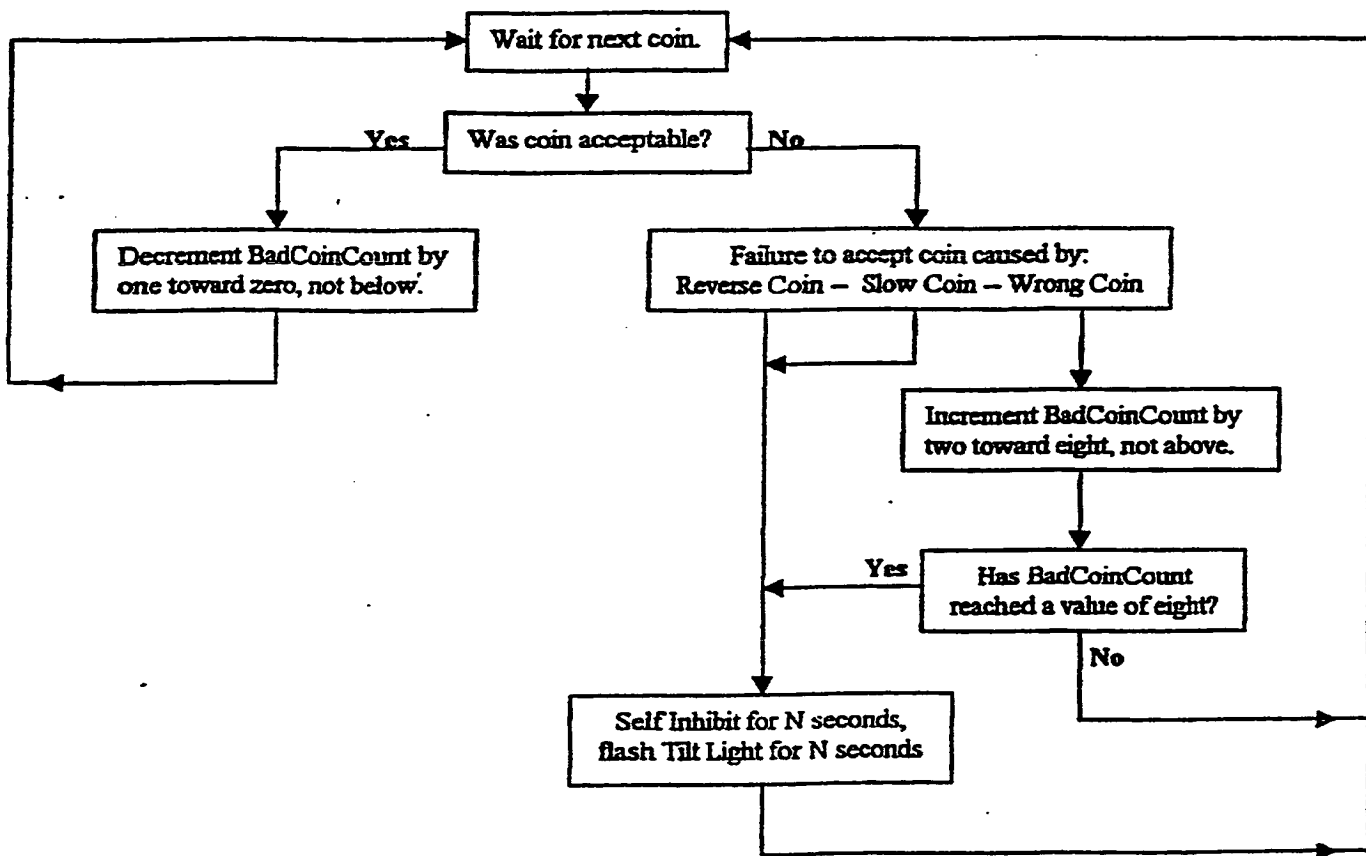 Wait for next coin.
Yes
Was coin acceptable?
No
Decrement BadCoinCount by
one toward zero, not below.
Failure to accept coin caused by:
Reverse Coin – Slow Coin – Wrong Coin
Increment BadCoinCount by
two toward eight, not above.
Yes
Has BadCoinCount
reached a value of eight?
No
Self Inhibit for N seconds,
flash Tilt Light for N seconds